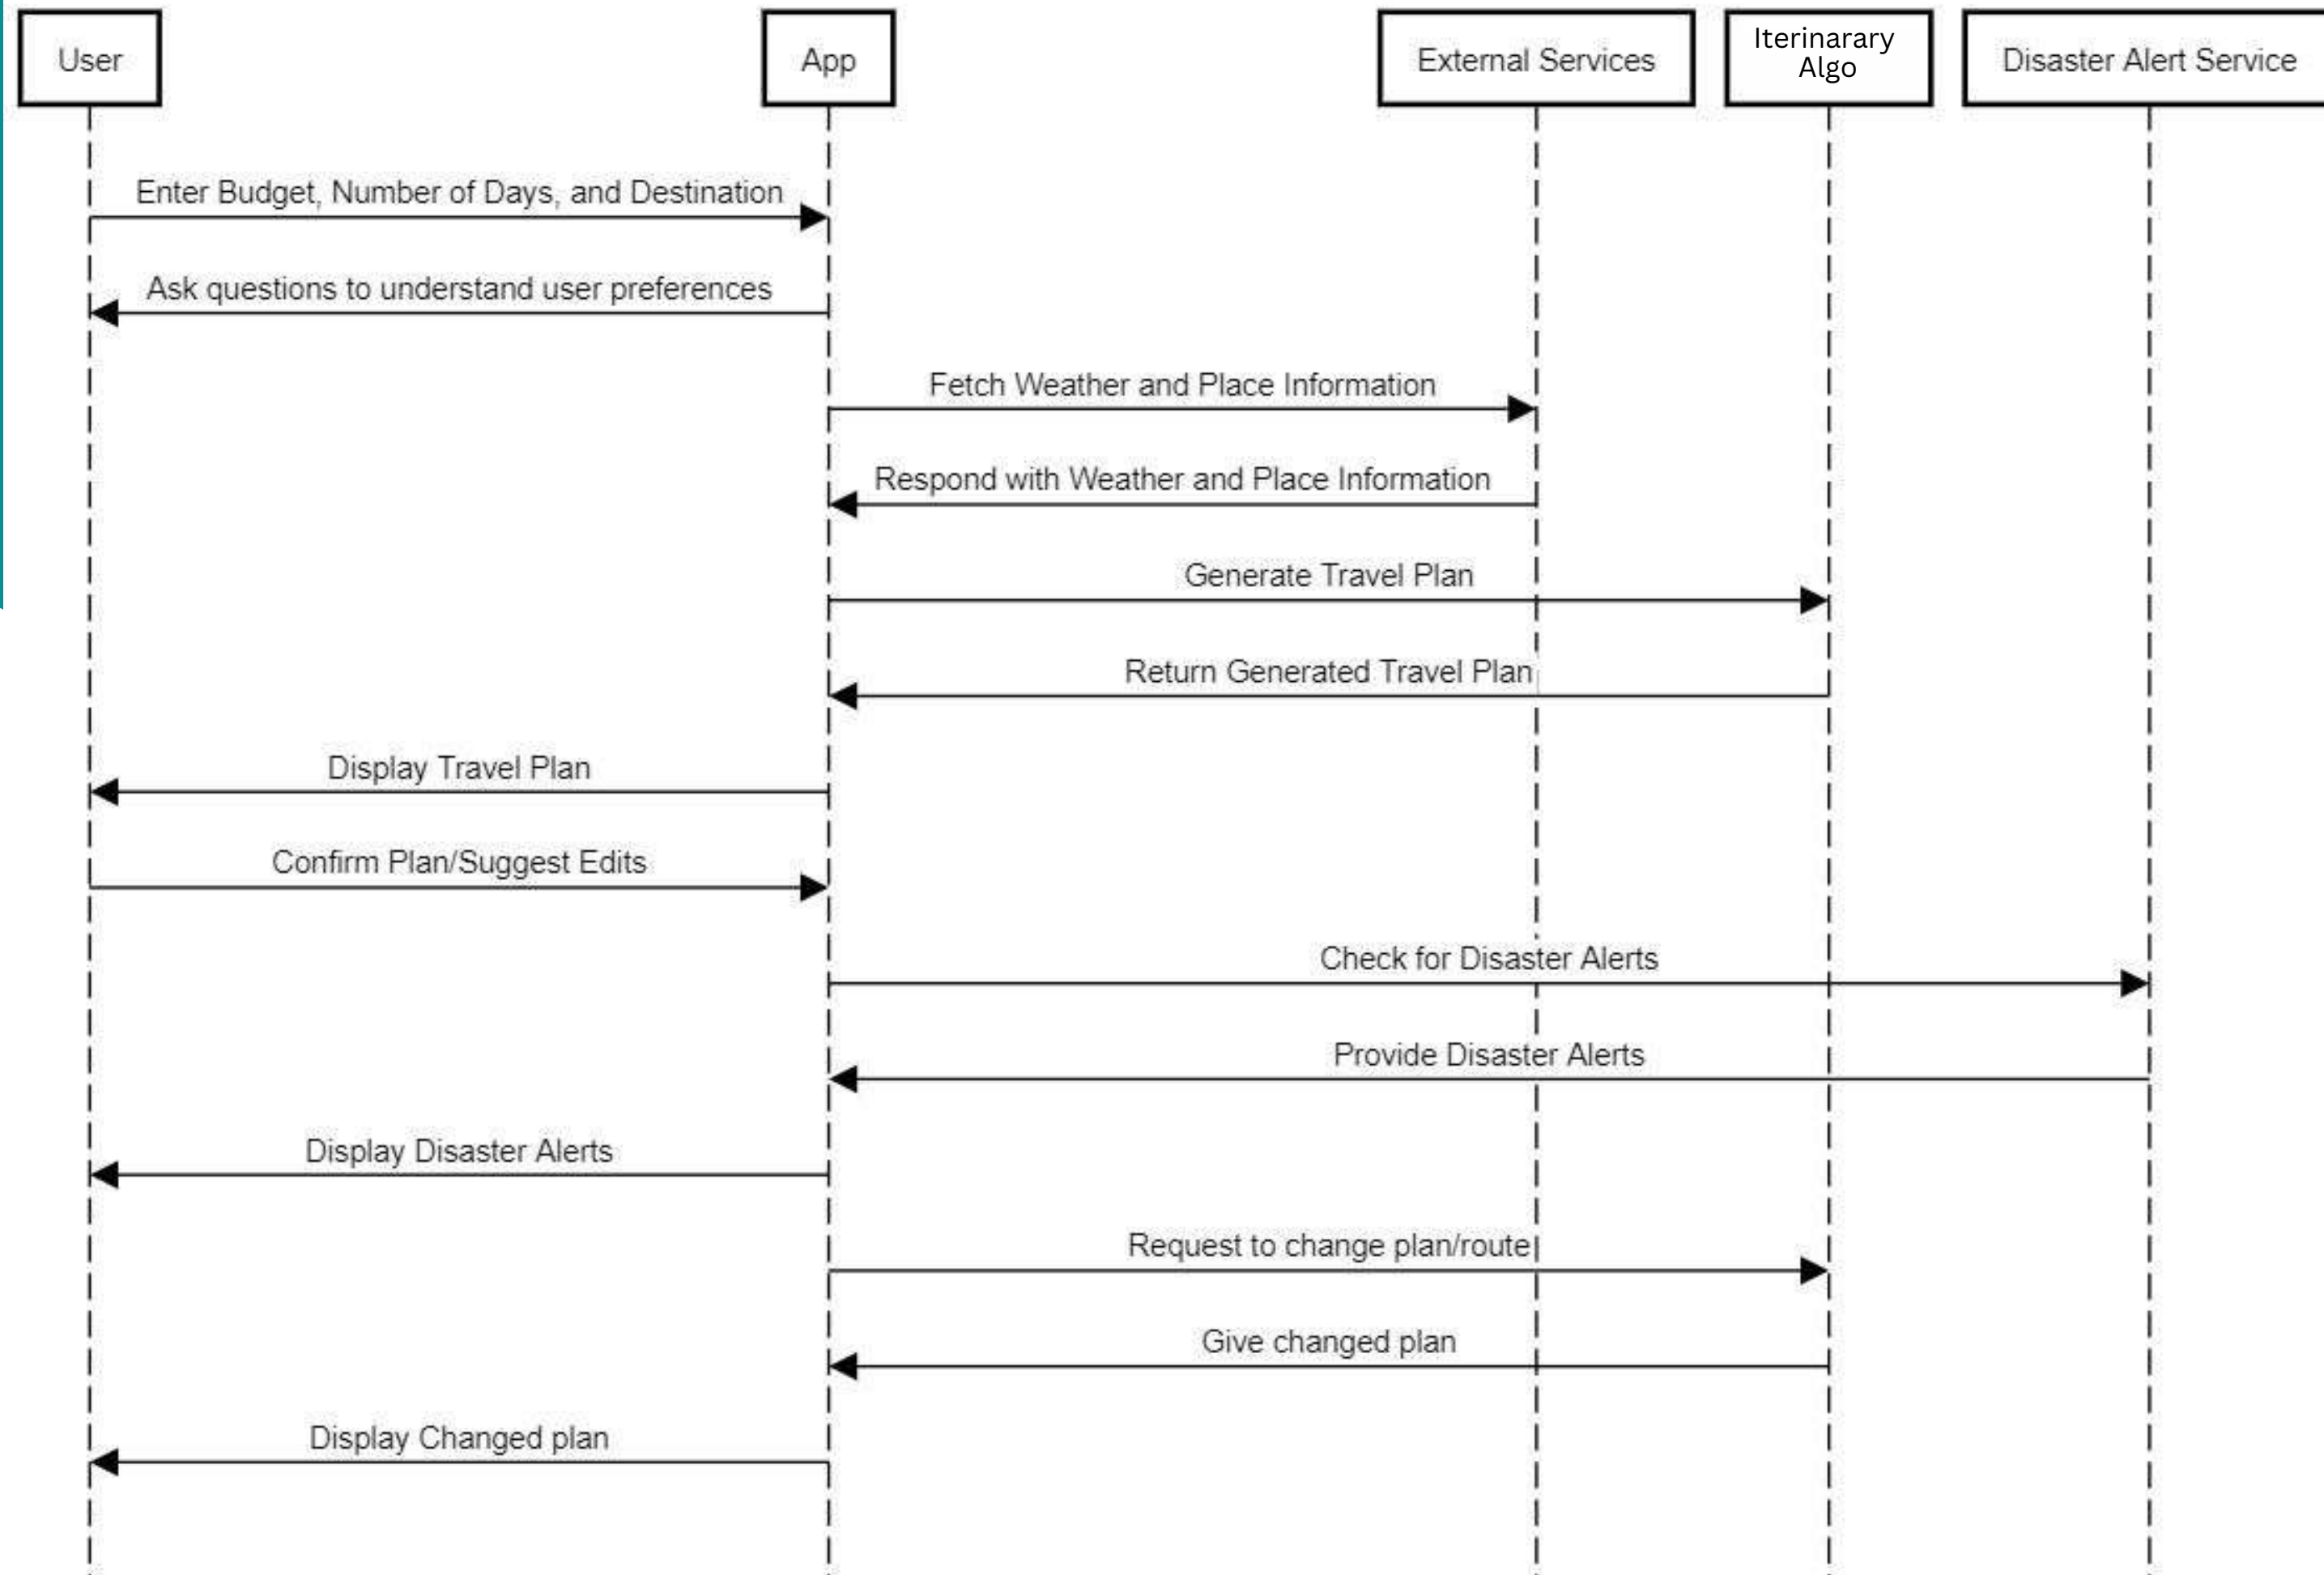 User
App
External Services
Iterinarary
Algo
Disaster Alert Service
Enter Budget, Number of Days, and Destination
Ask questions to understand user preferences
Fetch Weather and Place Information
Respond with Weather and Place Information
Generate Travel Plan
Return Generated Travel Plan
Display Travel Plan
Confirm Plan/Suggest Edits
Check for Disaster Alerts
Provide Disaster Alerts
Display Disaster Alerts
Request to change plan/route
Give changed plan
Display Changed plan